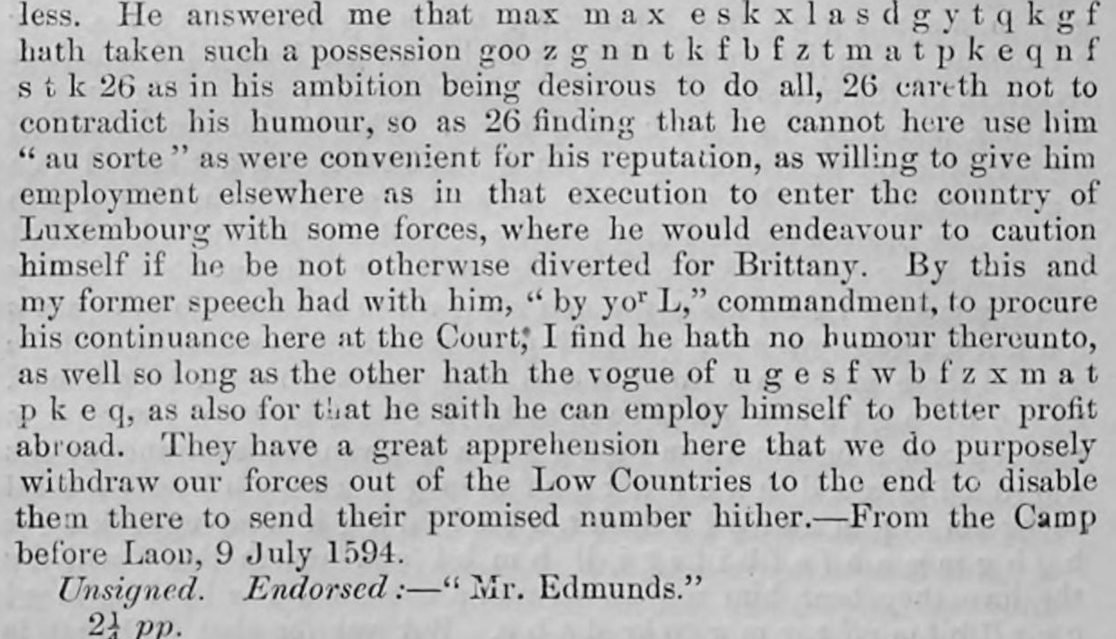 less. He answered me that max m a x e s k x l a s d g y t q k g f
hath taken such a possession goo z g n n t k f b f z t m a t p k e q n f
s t k 26 as in his ambition being desirous to do all, 26 careth not to
contradict his humour, so as 26 finding that he cannot here use him
“ au sorte ” as were convenient for his reputation, as willing to give him
employment elsewhere as in that execution to enter the country of
Luxembourg with some forces, where he would endeavour to caution
himself if he be not otherwise diverted for Brittany. By this and
my former speech had with him, “ by yoʳ L,” commandment, to procure
his continuance here at the Court; I find he hath no humour thereunto,
as well so long as the other hath the vogue of u g e s f w b f z x m a t
p k e q, as also for that he saith he can employ himself to better profit
abroad. They have a great apprehension here that we do purposely
withdraw our forces out of the Low Countries to the end to disable
them there to send their promised number hither.—From the Camp
before Laon, 9 July 1594.
Unsigned. Endorsed :—“ Mr. Edmunds.”
2¼ pp.